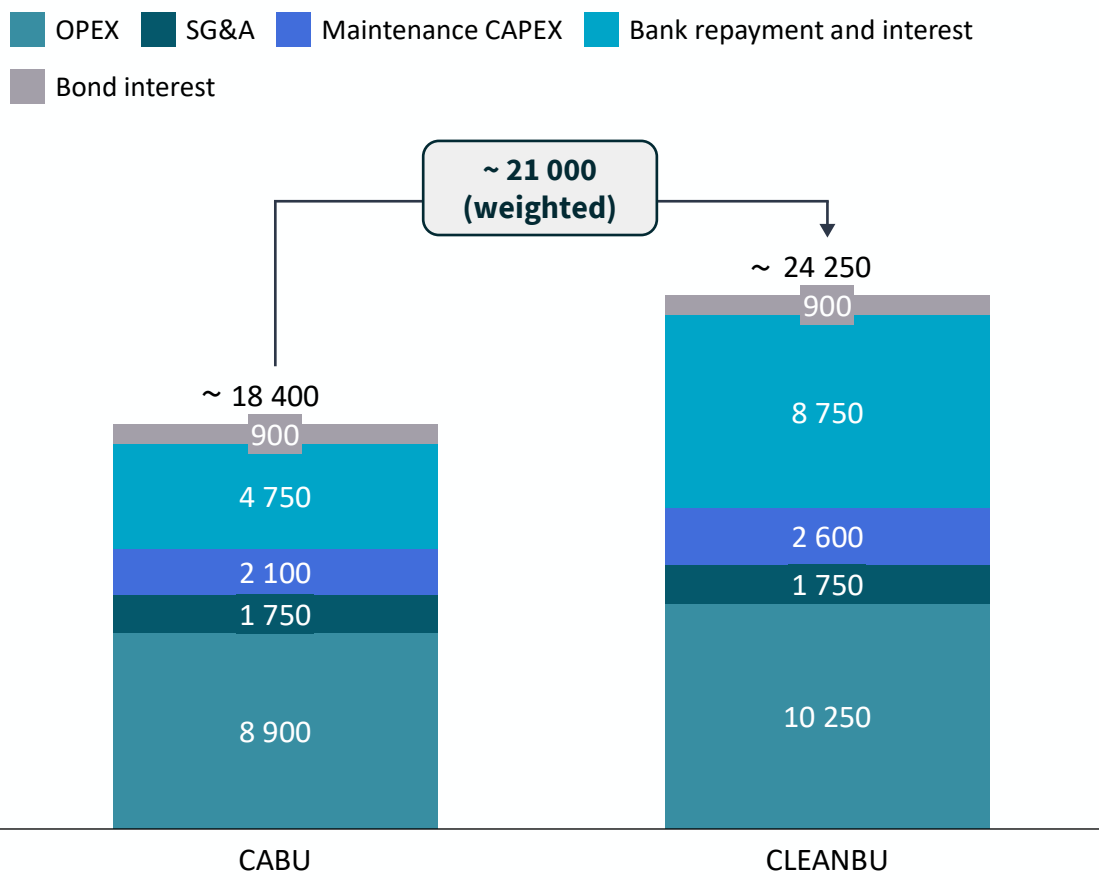 OPEX SG&A Maintenance CAPEX Bank repayment and interest
Bond interest
~ 21 000
(weighted)
~ 24 250
900
~ 18 400
900
8 750
4 750
2 600
2 100
1 750
1 750
10 250
8 900
CABU CLEANBU